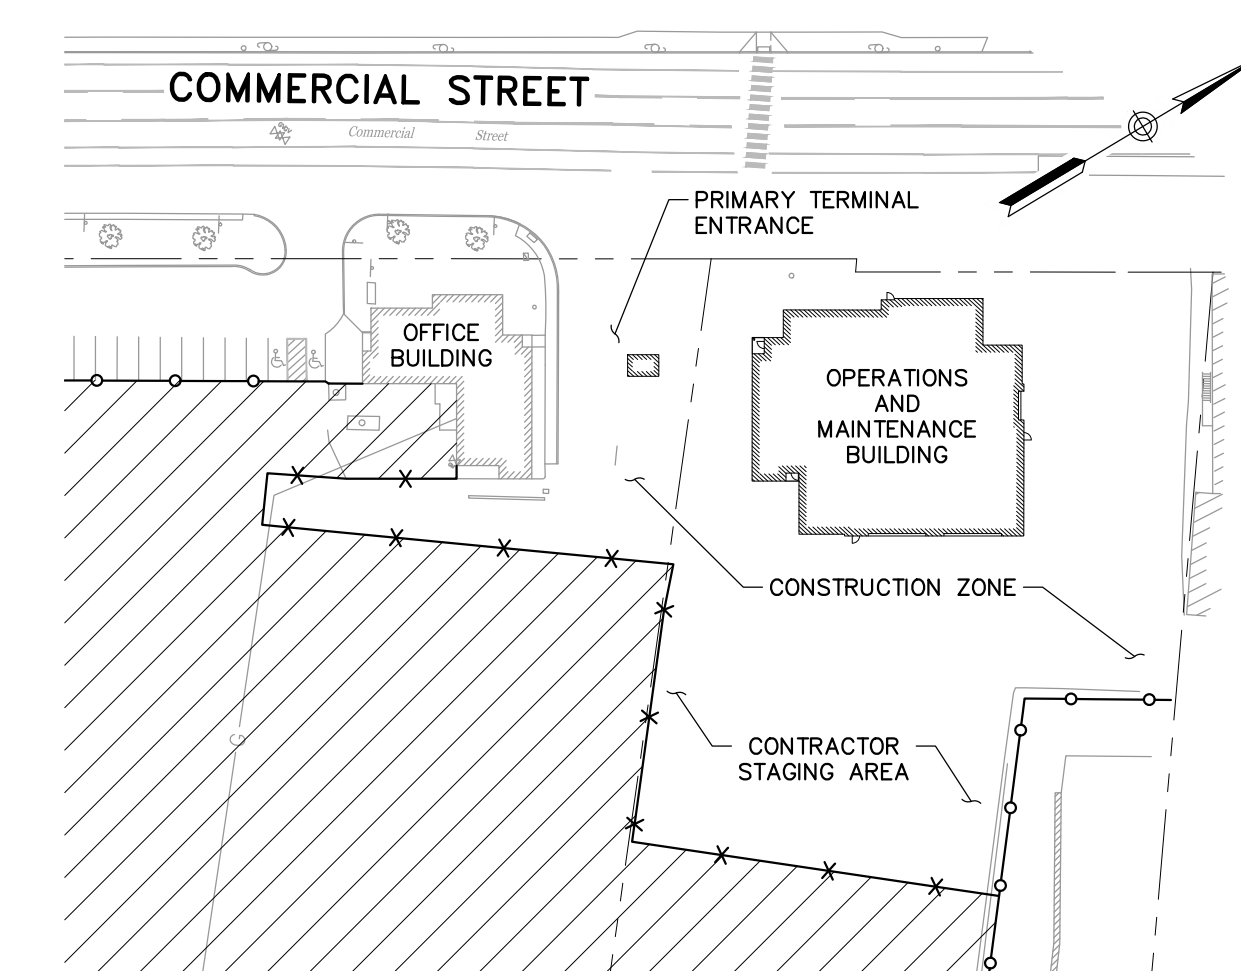 COMMERCIAL STREET
Commercial Street
PRIMARY TERMINAL
ENTRANCE
OFFICE
BUILDING
OPERATIONS
AND
MAINTENANCE
BUILDING
CONSTRUCTION ZONE
G
CONTRACTOR
STAGING AREA